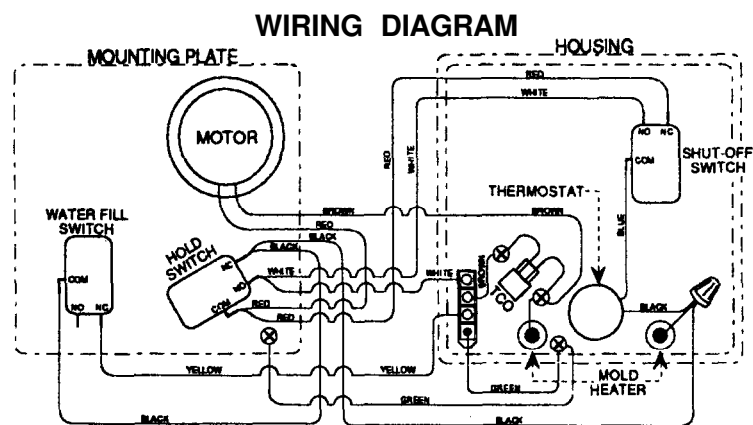 WIRING DIAGRAM
MOUNTING PLATE
HOUSING
RED
WHITE
MOTOR
RED
WHITE
NO NC
COM
SHUT-OFF
SWITCH
THERMOSTAT
BROWN
BROWN
RED
BLACK
BLUE
WATER FILL
SWITCH
HOLD
SWITCH
NC
BLACK
COM
NO
WHITE
WHITE
BROWN
TCO
NO NC
COM
RED
RED
BLACK
YELLOW
YELLOW
MOLD
HEATER
GREEN
GREEN
BLACK
BLACK